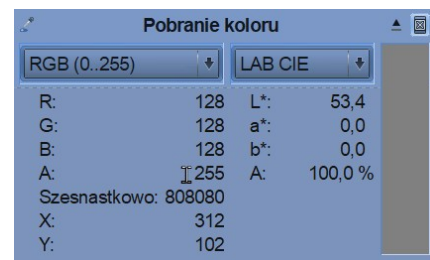 Pobranie koloru
RGB (0..255) LAB CIE
R: 128 L*: 53,4
G: 128 a*: 0,0
B: 128 b*: 0,0
A: 255 A: 100,0 %
Szesnastkowo: 808080
X: 312
Y: 102